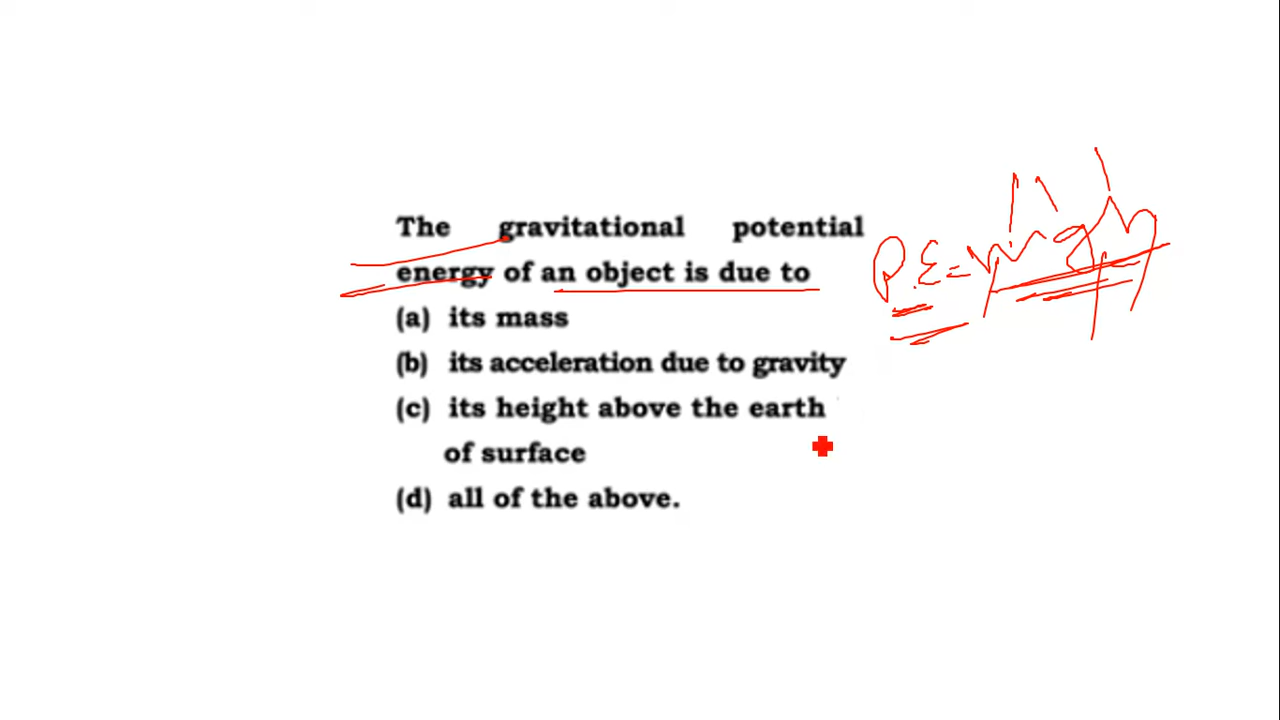 The gravitational potential
energy of an object is due to
(a) its mass
(b) its acceleration due to gravity
(c) its height above the earth
of surface
(d) all of the above.
P.E = mgh